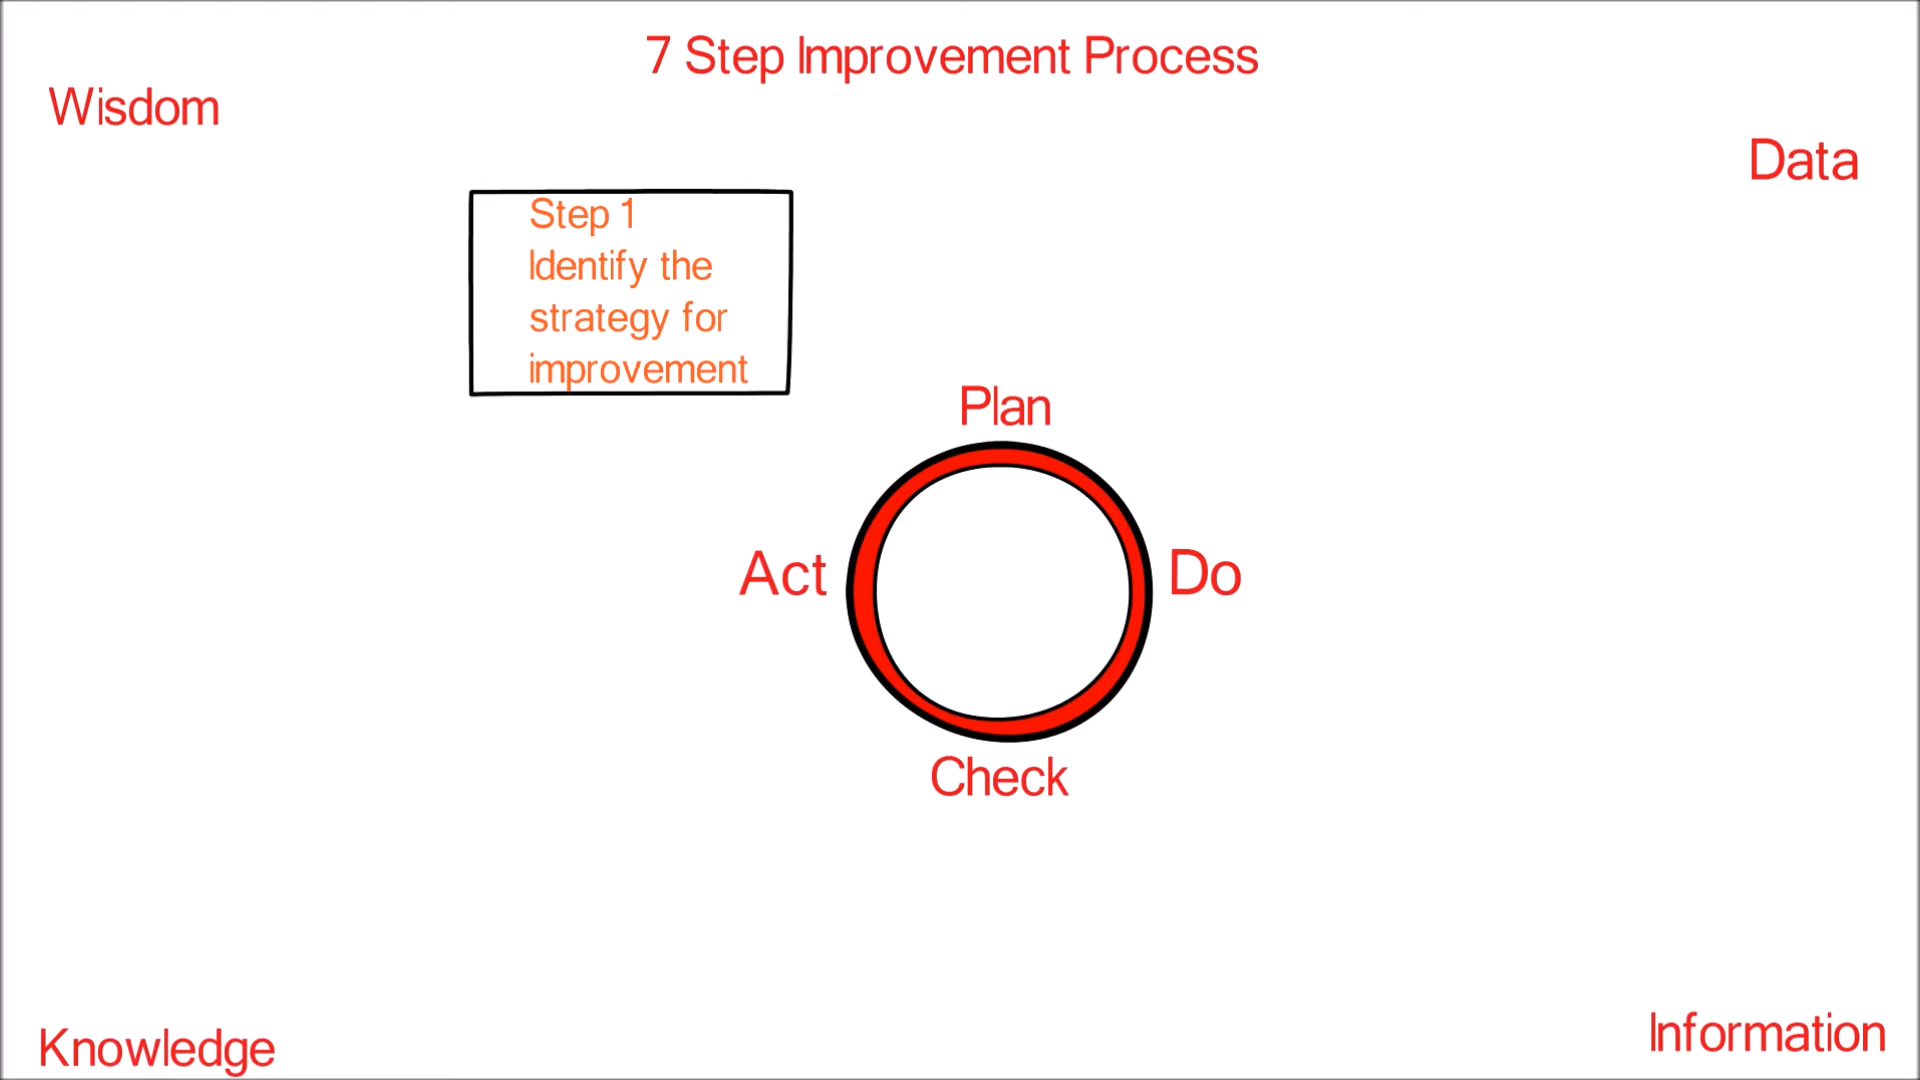 7 Step Improvement Process
Wisdom
Data
Step 1
Identify the
strategy for
improvement
Plan
Act
Do
Check
Knowledge
Information